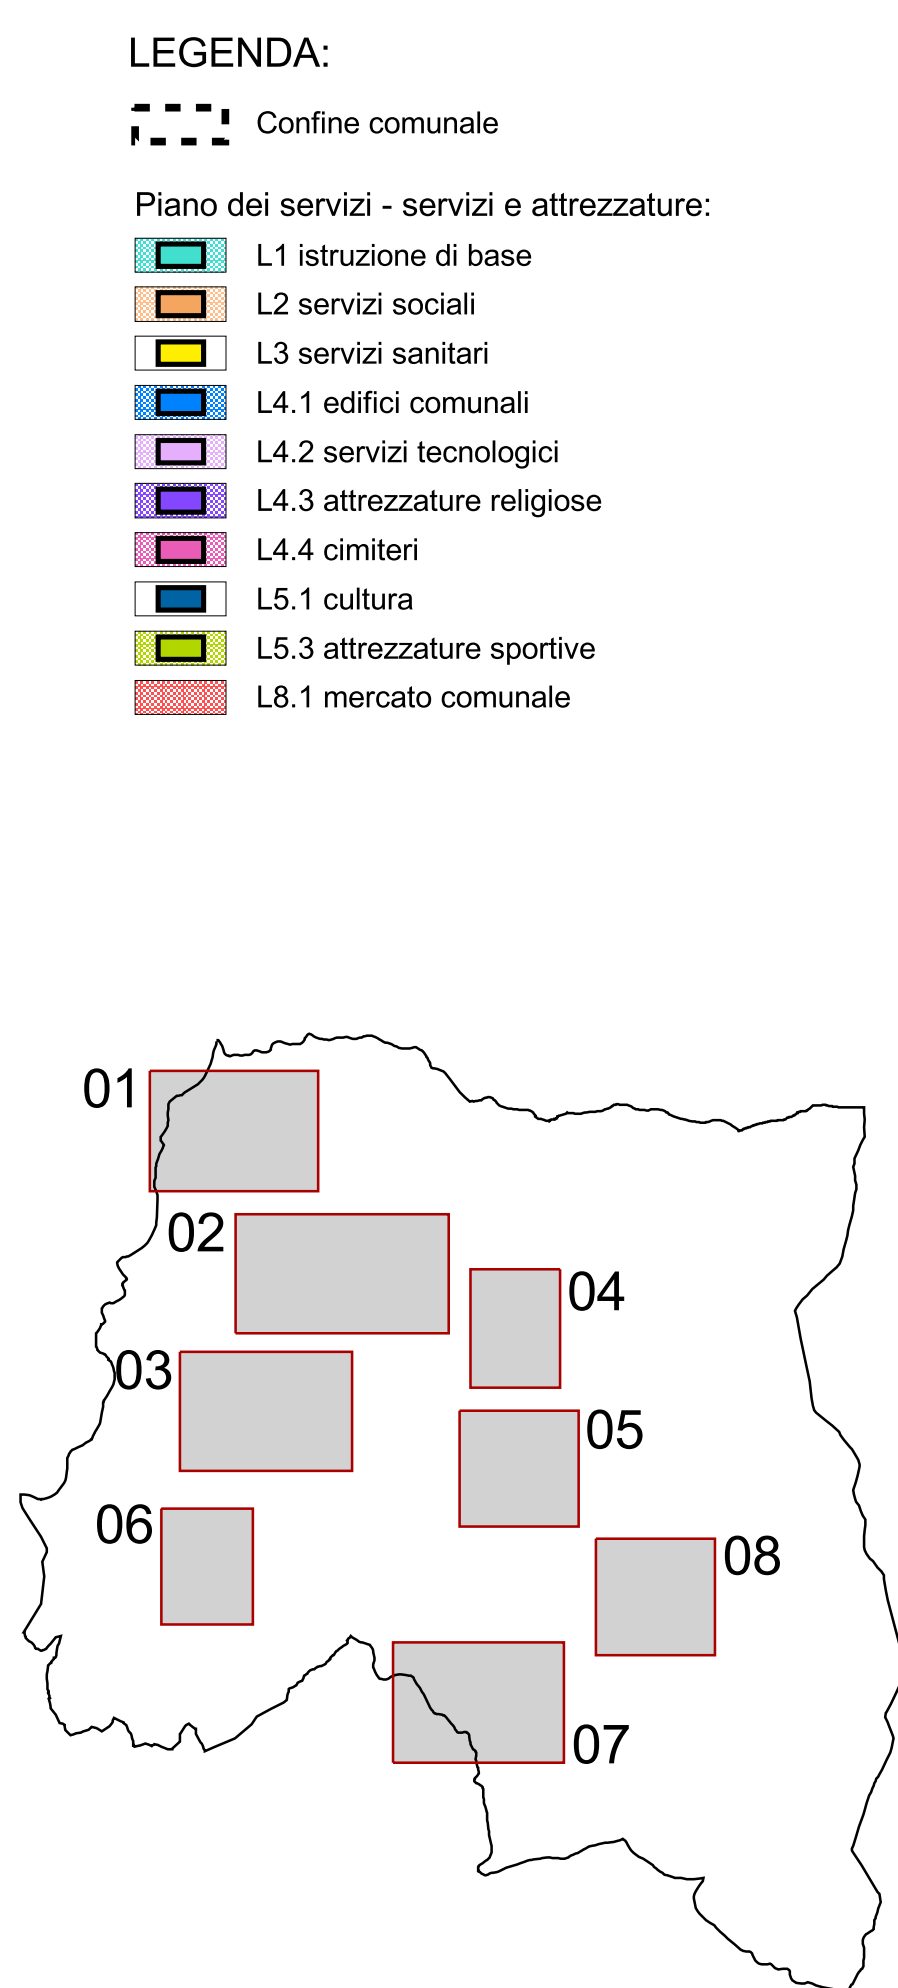 LEGENDA:
Confine comunale
Piano dei servizi - servizi e attrezzature:
L1 istruzione di base
L2 servizi sociali
L3 servizi sanitari
L4.1 edifici comunali
L4.2 servizi tecnologici
L4.3 attrezzature religiose
L4.4 cimiteri
L5.1 cultura
L5.3 attrezzature sportive
L8.1 mercato comunale
01
02
04
03
05
06
08
07